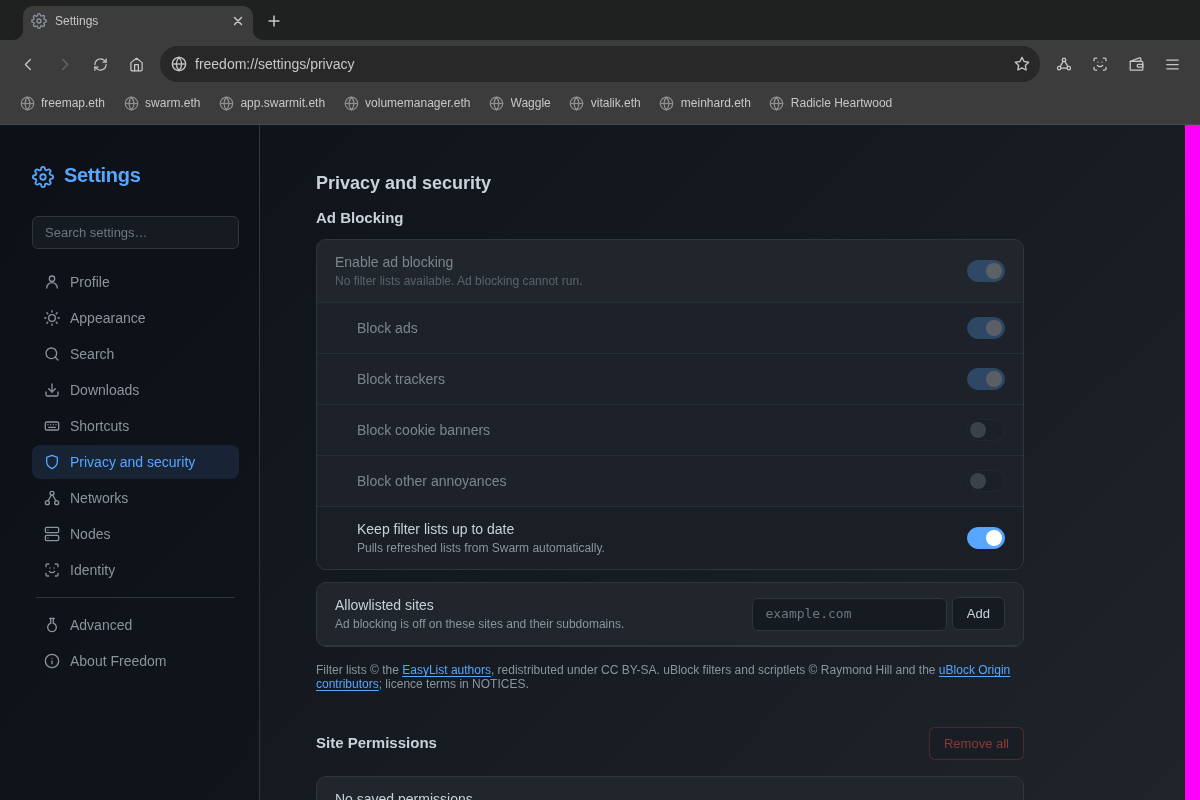 Settings
freedom://settings/privacy
freemap.eth
swarm.eth
app.swarmit.eth
volumemanager.eth
Waggle
vitalik.eth
meinhard.eth
Radicle Heartwood
Settings
Search settings…
Profile
Appearance
Search
Downloads
Shortcuts
Privacy and security
Networks
Nodes
Identity
Advanced
About Freedom
Privacy and security
Ad Blocking
Enable ad blocking
No filter lists available. Ad blocking cannot run.
Block ads
Block trackers
Block cookie banners
Block other annoyances
Keep filter lists up to date
Pulls refreshed lists from Swarm automatically.
Allowlisted sites
Ad blocking is off on these sites and their subdomains.
example.com
Add
Filter lists © the EasyList authors, redistributed under CC BY-SA. uBlock filters and scriptlets © Raymond Hill and the uBlock Origin
contributors; licence terms in NOTICES.
Site Permissions
Remove all
No saved permissions